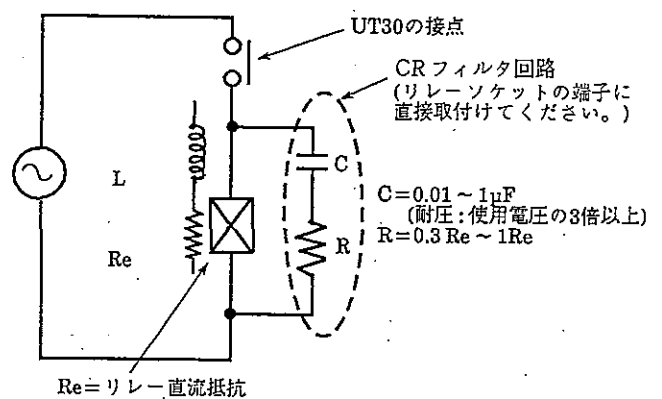 UT30の接点
CRフィルタ回路
(リレーソケットの端子に
直接取付けてください。)
C
L
C=0.01～1μF
(耐圧:使用電圧の3倍以上)
R
R=0.3Re～1Re
Re
Re=リレー直流抵抗